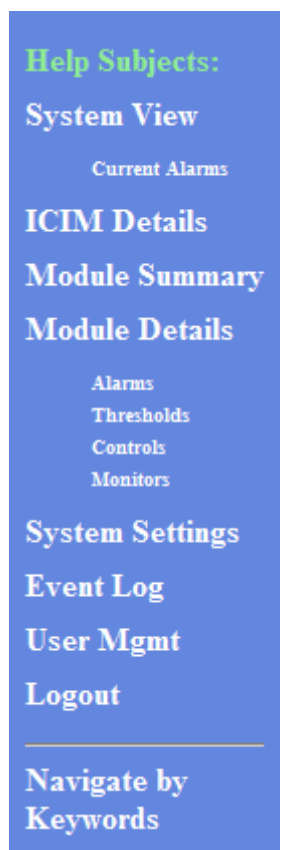 Help Subjects:
System View
Current Alarms
ICIM Details
Module Summary
Module Details
Alarms
Thresholds
Controls
Monitors
System Settings
Event Log
User Mgmt
Logout
Navigate by
Keywords